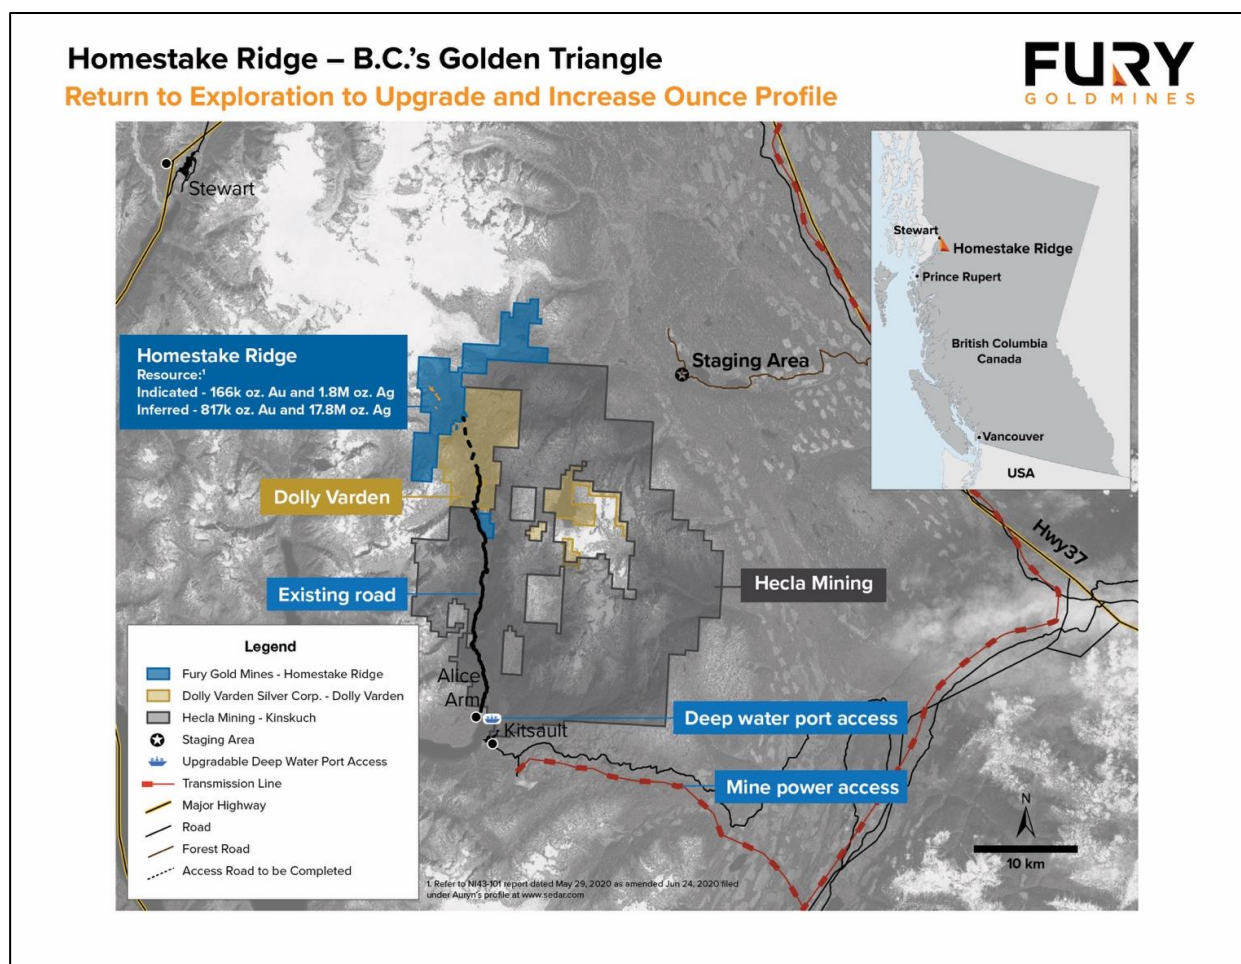 Homestake Ridge – B.C.'s Golden Triangle
Return to Exploration to Upgrade and Increase Ounce Profile
FURY
GOLD MINES
Stewart
Homestake Ridge
Resource:¹
Indicated - 166k oz. Au and 1.8M oz. Ag
Inferred - 817k oz. Au and 17.8M oz. Ag
Staging Area
Stewart
Homestake Ridge
Prince Rupert
British Columbia
Canada
Vancouver
USA
Dolly Varden
Hwy37
Hecla Mining
Existing road
Alice
Arm
Kitsault
Deep water port access
Mine power access
Legend
Fury Gold Mines - Homestake Ridge
Dolly Varden Silver Corp. - Dolly Varden
Hecla Mining - Kinskuch
Staging Area
Upgradable Deep Water Port Access
Transmission Line
Major Highway
Road
Forest Road
Access Road to be Completed
N
10 km
1. Refer to NI43-101 report dated May 29, 2020 as amended Jun 24, 2020 filed
under Auryn's profile at www.sedar.com